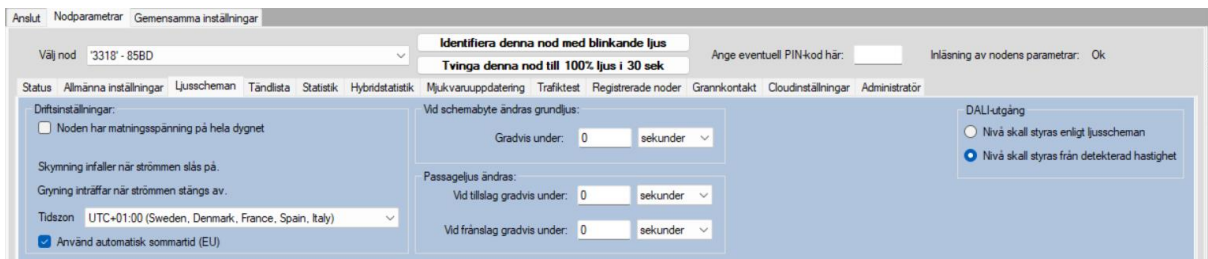 Anslut Nodparametrar Gemensamma inställningar
Välj nod '3318' - 85BD
Identifiera denna nod med blinkande ljus
Tvinga denna nod till 100% ljus i 30 sek
Ange eventuell PIN-kod här:
Inläsning av nodens parametrar: Ok
Status Allmänna inställningar Ljusscheman Tändlista Statistik Hybridstatistik Mjukvaruuppdatering Trafiktest Registrerade noder Grannkontakt Cloudinställningar Administratör
Driftsinställningar:
Noden har matningsspänning på hela dygnet
Skymning infaller när strömmen slås på.
Gryning inträffar när strömmen stängs av.
Tidszon UTC+01:00 (Sweden, Denmark, France, Spain, Italy)
Använd automatisk sommartid (EU)
Vid schemabyte ändras grundljus:
Gradvis under: 0 sekunder
Passageljus ändras:
Vid tillslag gradvis under: 0 sekunder
Vid frånslag gradvis under: 0 sekunder
DALI-utgång
Nivå skall styras enligt ljusscheman
Nivå skall styras från detekterad hastighet